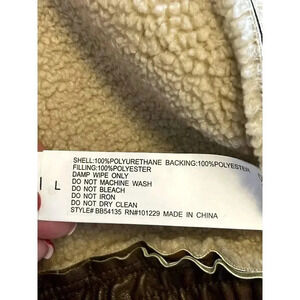 SHELL:100%POLYURETHANE BACKING:100%POLYESTER
FILLING:100%POLYESTER
DAMP WIPE ONLY
DO NOT MACHINE WASH
L
DO NOT BLEACH
DO NOT IRON
DO NOT DRY CLEAN
STYLE# BB54135 RN#101229 MADE IN CHINA